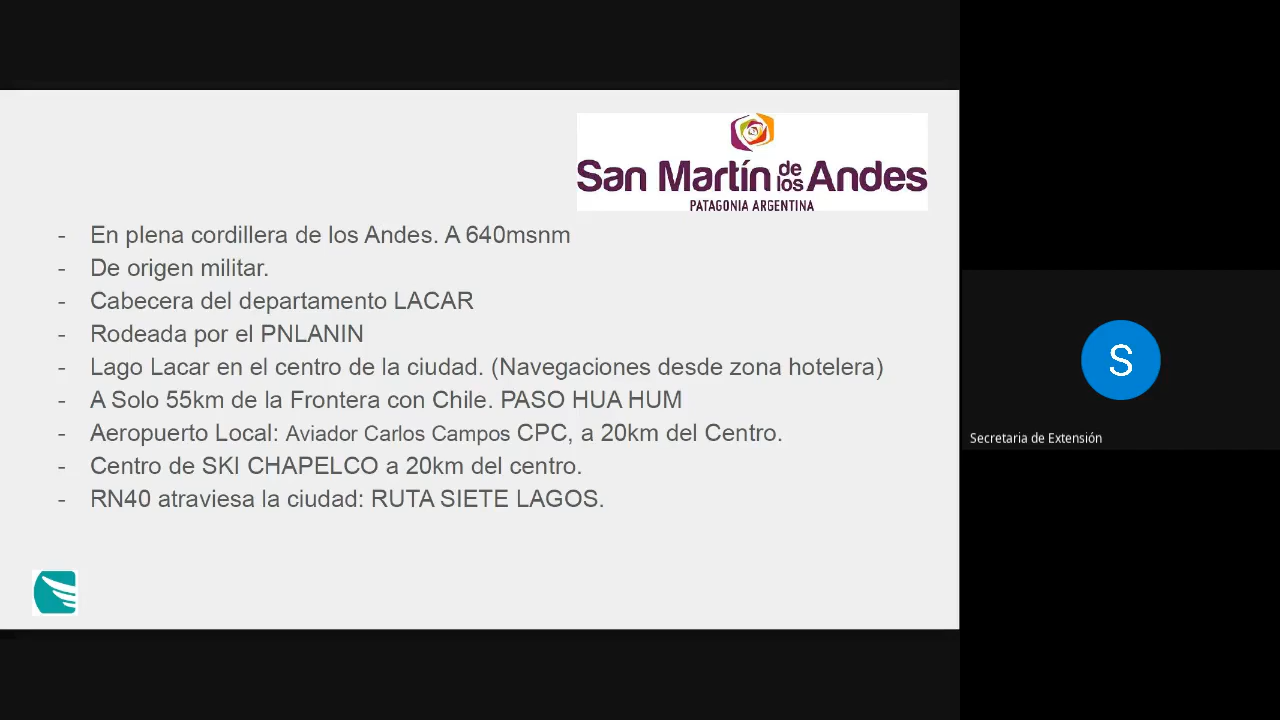 San Martín de los Andes
PATAGONIA ARGENTINA
- En plena cordillera de los Andes. A 640msnm
- De origen militar.
- Cabecera del departamento LACAR
- Rodeada por el PNLANIN
- Lago Lacar en el centro de la ciudad. (Navegaciones desde zona hotelera)
- A Solo 55km de la Frontera con Chile. PASO HUA HUM
- Aeropuerto Local: Aviador Carlos Campos CPC, a 20km del Centro.
- Centro de SKI CHAPELCO a 20km del centro.
- RN40 atraviesa la ciudad: RUTA SIETE LAGOS.
S
Secretaria de Extensión